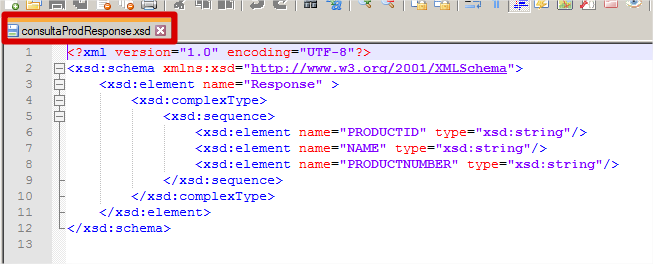 consultaProdResponse.xsd
1 <?xml version="1.0" encoding="UTF-8"?>
2 <xsd:schema xmlns:xsd="http://www.w3.org/2001/XMLSchema">
3 <xsd:element name="Response" >
4 <xsd:complexType>
5 <xsd:sequence>
6 <xsd:element name="PRODUCTID" type="xsd:string"/>
7 <xsd:element name="NAME" type="xsd:string"/>
8 <xsd:element name="PRODUCTNUMBER" type="xsd:string"/>
9 </xsd:sequence>
10 </xsd:complexType>
11 </xsd:element>
12 </xsd:schema>
13